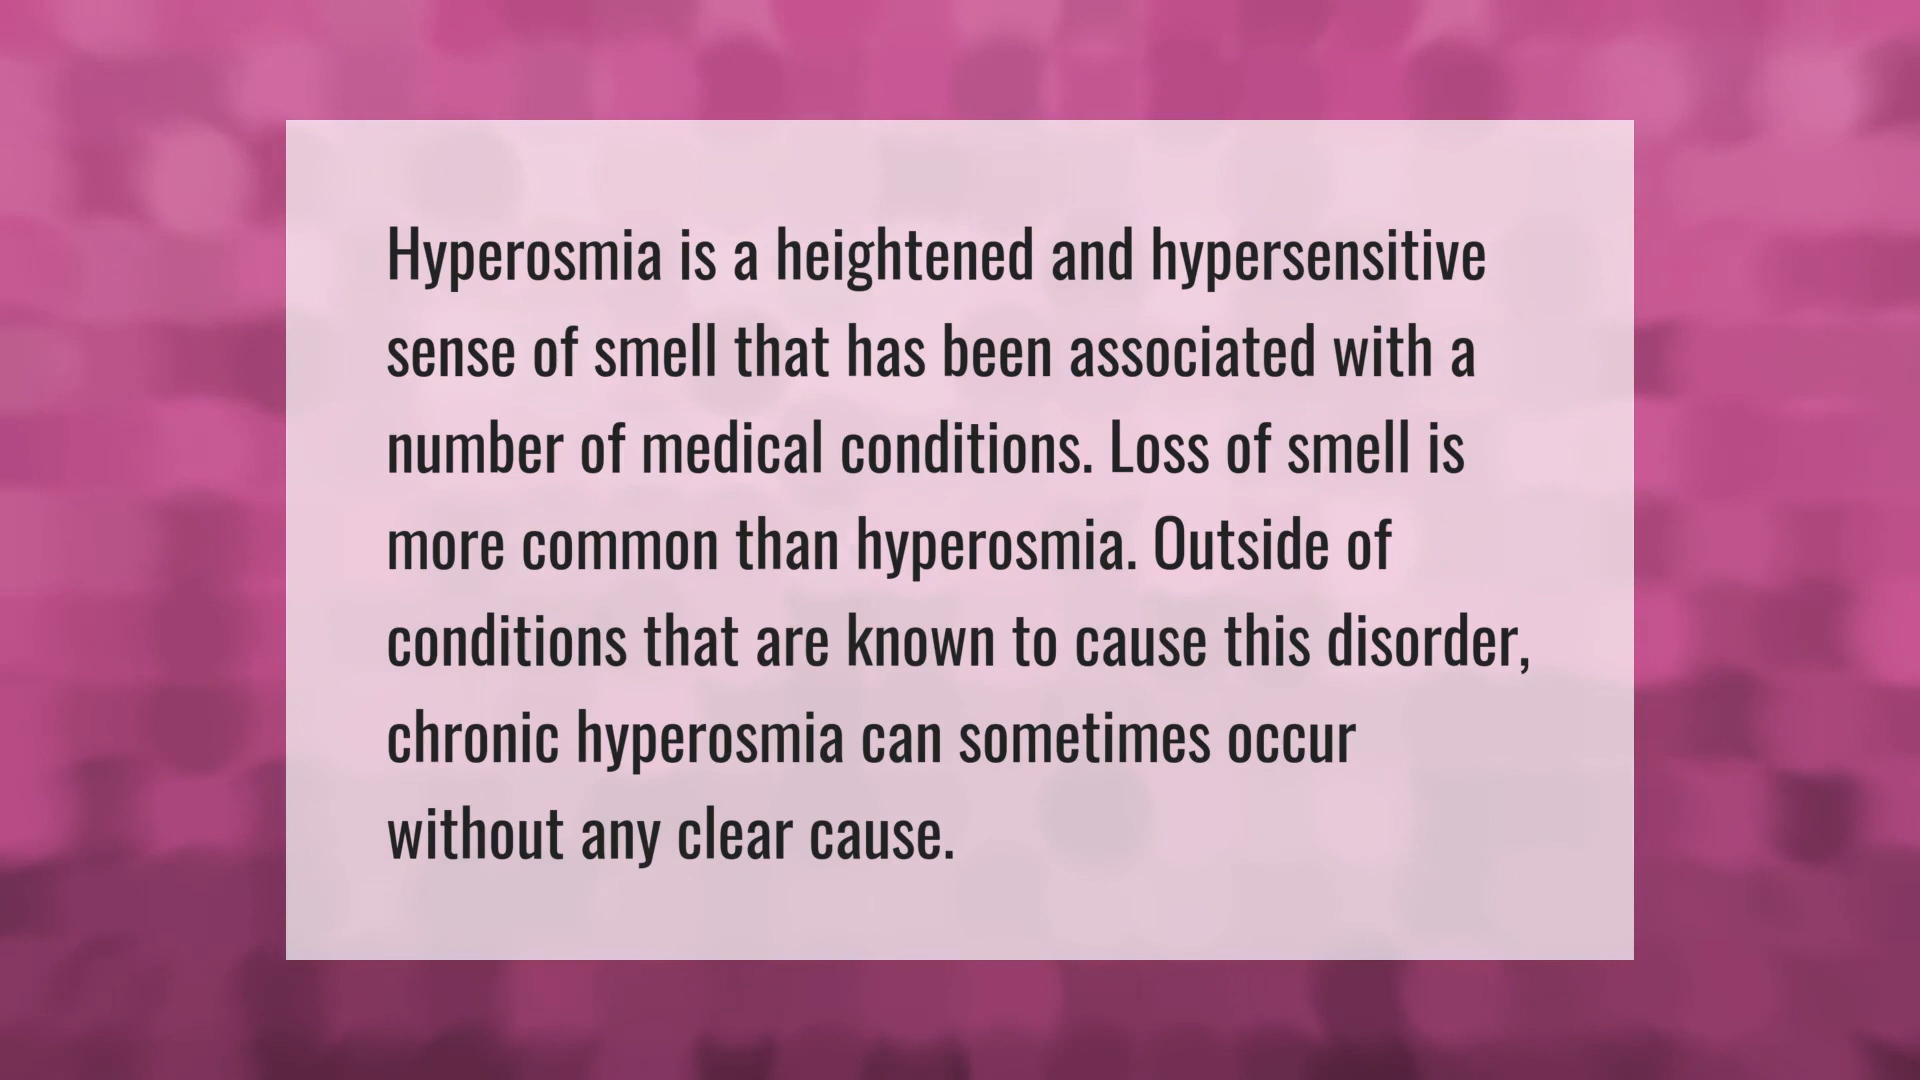 Hyperosmia is a heightened and hypersensitive
sense of smell that has been associated with a
number of medical conditions. Loss of smell is
more common than hyperosmia. Outside of
conditions that are known to cause this disorder,
chronic hyperosmia can sometimes occur
without any clear cause.